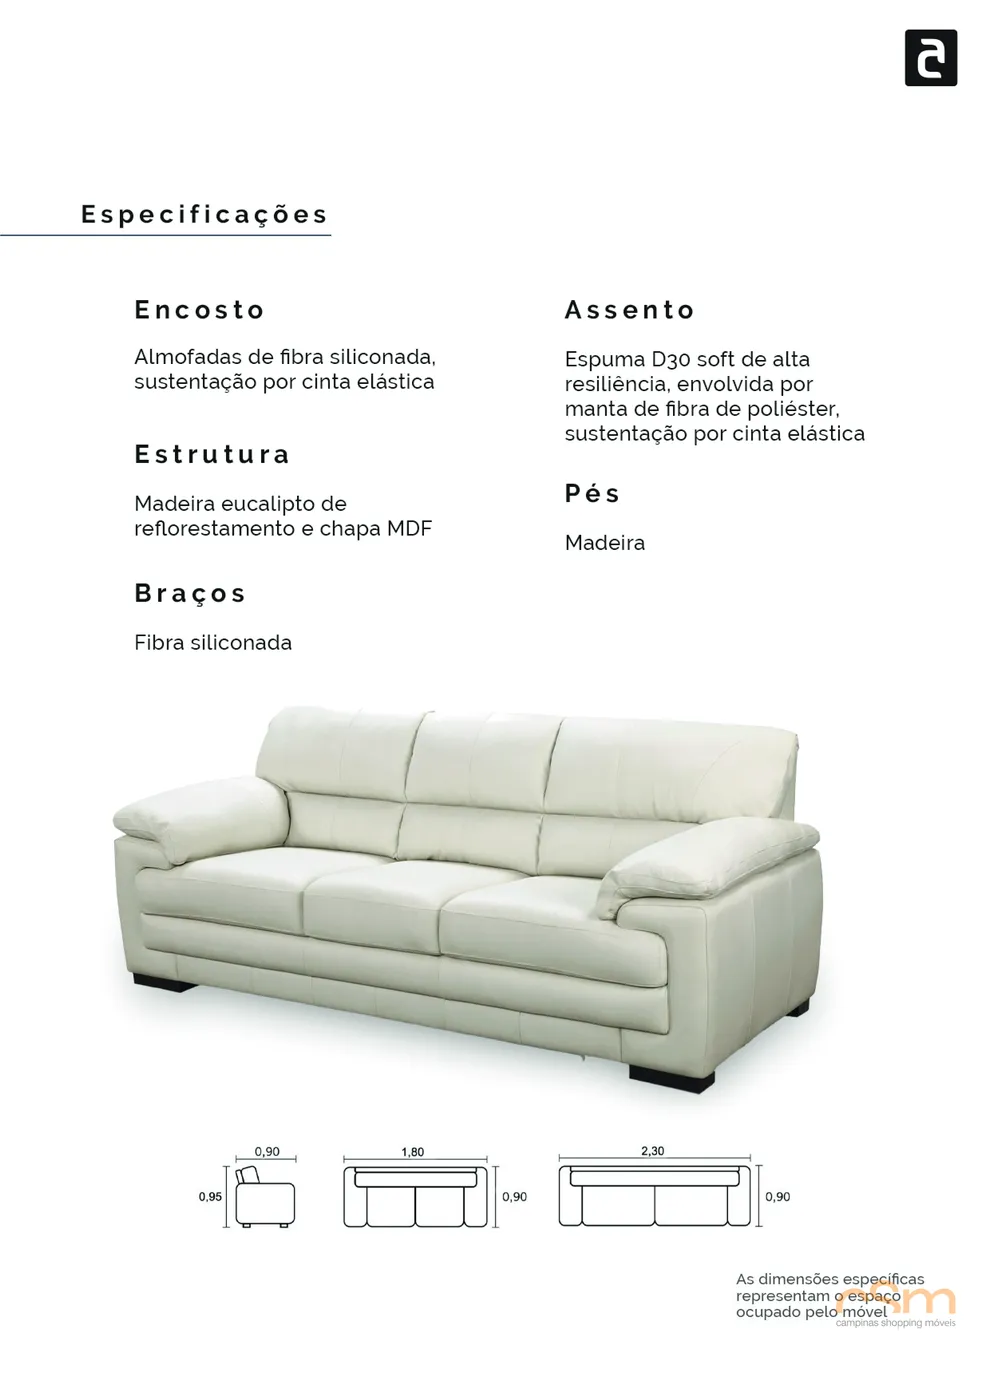 Especificações
Encosto
Almofadas de fibra siliconada,
sustentação por cinta elástica
Estrutura
Madeira eucalipto de
reflorestamento e chapa MDF
Braços
Fibra siliconada
Assento
Espuma D30 soft de alta
resiliência, envolvida por
manta de fibra de poliéster,
sustentação por cinta elástica
Pés
Madeira
0,90
0,95
1,80
0,90
2,30
0,90
As dimensões específicas
representam o espaço
ocupado pelo móvel
csm
campinas shopping móveis